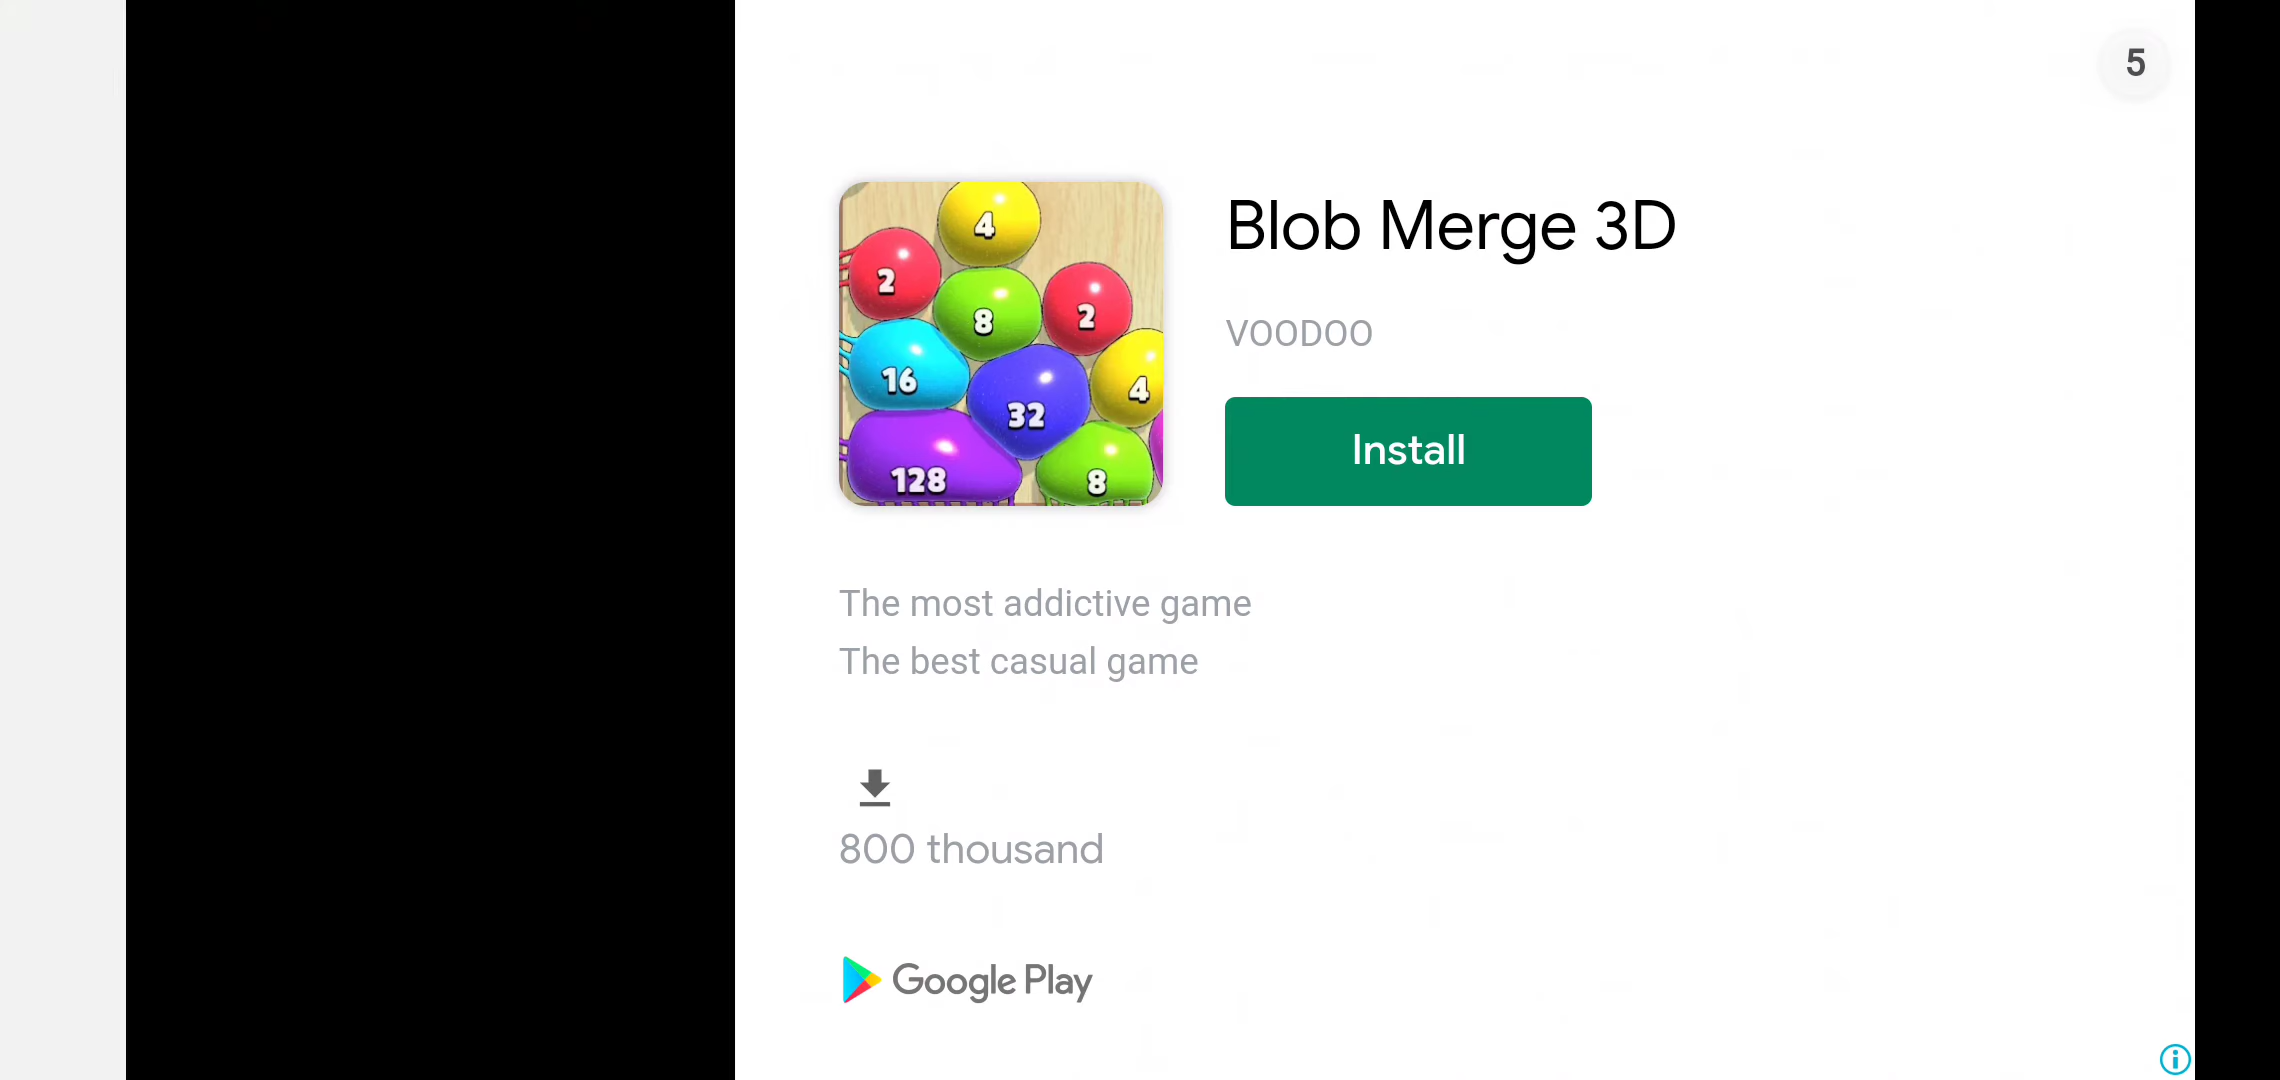 5
Blob Merge 3D
VOODOO
Install
4
2
8
2
16
32
4
128
8
The most addictive game
The best casual game
800 thousand
Google Play